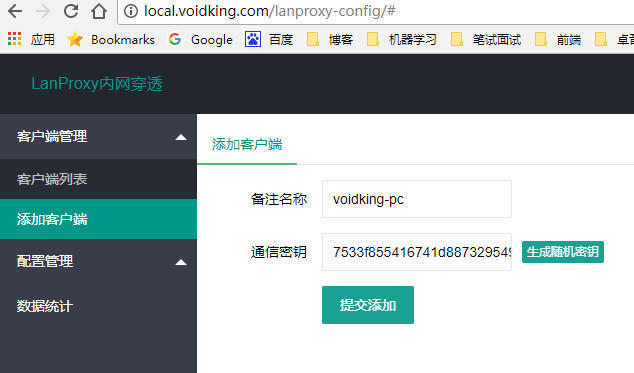 local.voidking.com/lanproxy-config/#
应用 Bookmarks Google 百度 博客 机器学习 笔试面试 前端
LanProxy内网穿透
客户端管理
客户端列表
添加客户端
配置管理
数据统计
添加客户端
备注名称 voidking-pc
通信密钥 7533f855416741d887329549 生成随机密钥
提交添加